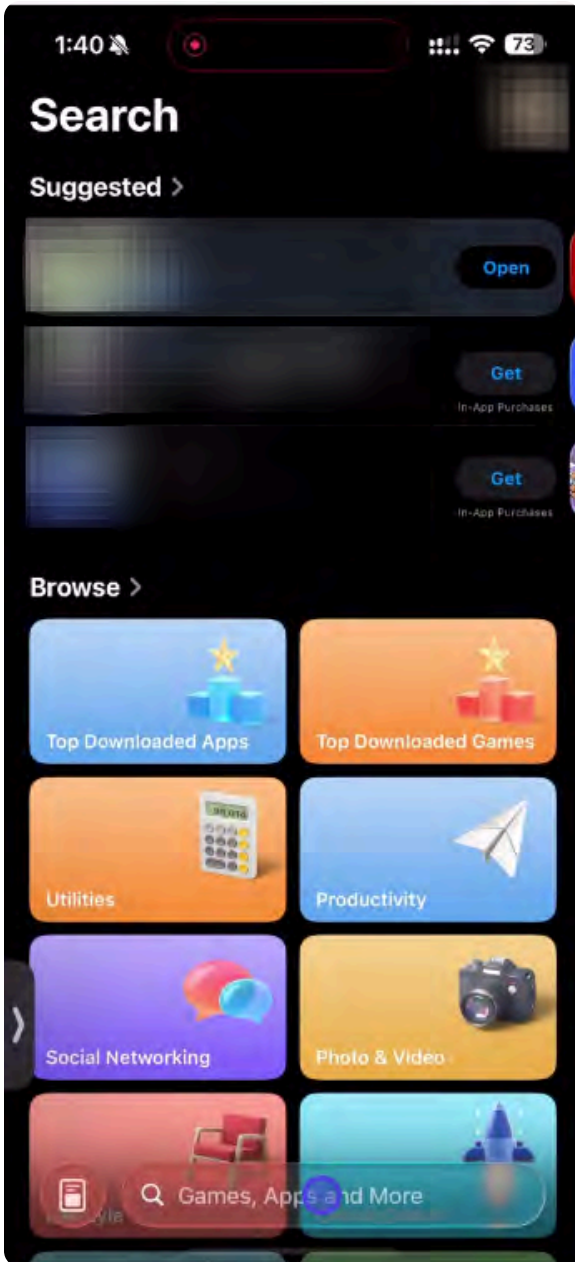 1:40
73
Search
Suggested >
Open
Get
In-App Purchases
Get
In-App Purchases
Browse >
Top Downloaded Apps
Top Downloaded Games
Utilities
Productivity
Social Networking
Photo & Video
Games, Apps and More